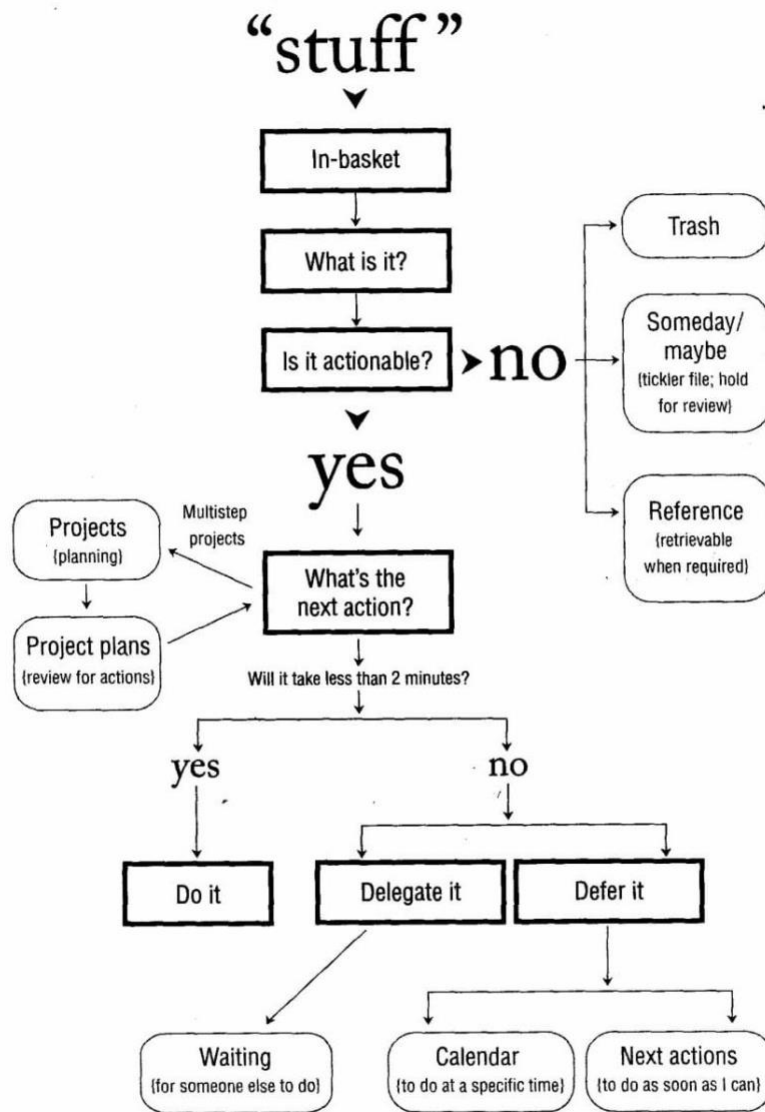 “stuff”
In-basket
What is it?
Is it actionable?
no
Trash
Someday/
maybe
{tickler file; hold
for review}
Reference
{retrievable
when required}
yes
Multistep
projects
Projects
{planning}
Project plans
{review for actions}
What's the
next action?
Will it take less than 2 minutes?
yes
no
Do it
Delegate it
Defer it
Waiting
{for someone else to do}
Calendar
{to do at a specific time}
Next actions
{to do as soon as I can}